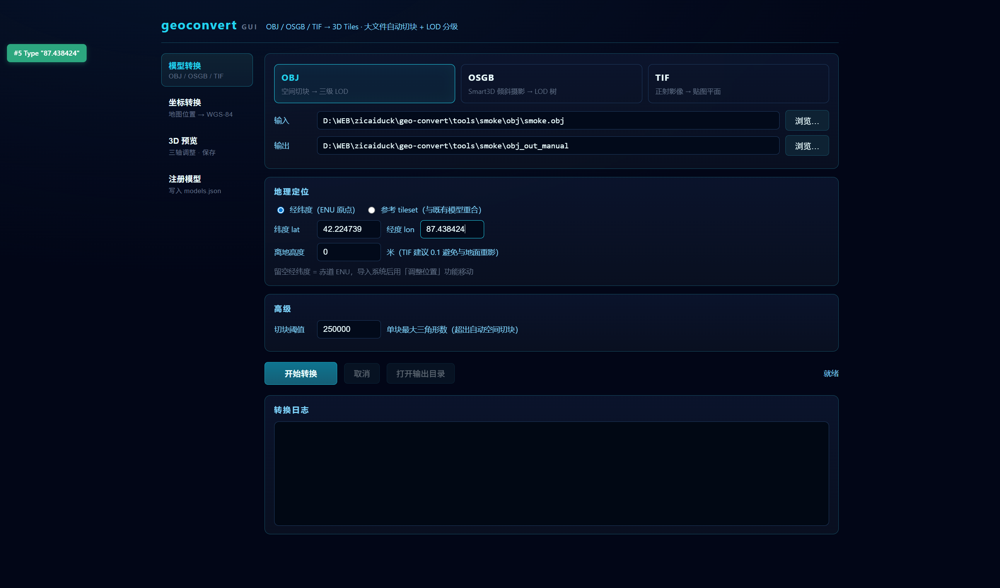 geoconvert GUI OBJ / OSGB / TIF → 3D Tiles · 大文件自动切块 + LOD 分级
#5 Type "87.438424"
模型转换
OBJ / OSGB / TIF
坐标转换
地图位置 → WGS-84
3D 预览
三轴调整 · 保存
注册模型
写入 models.json
OBJ
空间切块 → 三级 LOD
OSGB
Smart3D 倾斜摄影 → LOD 树
TIF
正射影像 → 贴图平面
输入 D:\WEB\zicaiduck\geo-convert\tools\smoke\obj\smoke.obj 浏览…
输出 D:\WEB\zicaiduck\geo-convert\tools\smoke\obj_out_manual 浏览…
地理定位
经纬度（ENU 原点） 参考 tileset（与既有模型重合）
纬度 lat 42.224739 经度 lon 87.438424
离地高度 0 米（TIF 建议 0.1 避免与地面重影）
留空经纬度 = 赤道 ENU，导入系统后用「调整位置」功能移动
高级
切块阈值 250000 单块最大三角形数（超出自动空间切块）
开始转换 取消 打开输出目录 就绪
转换日志